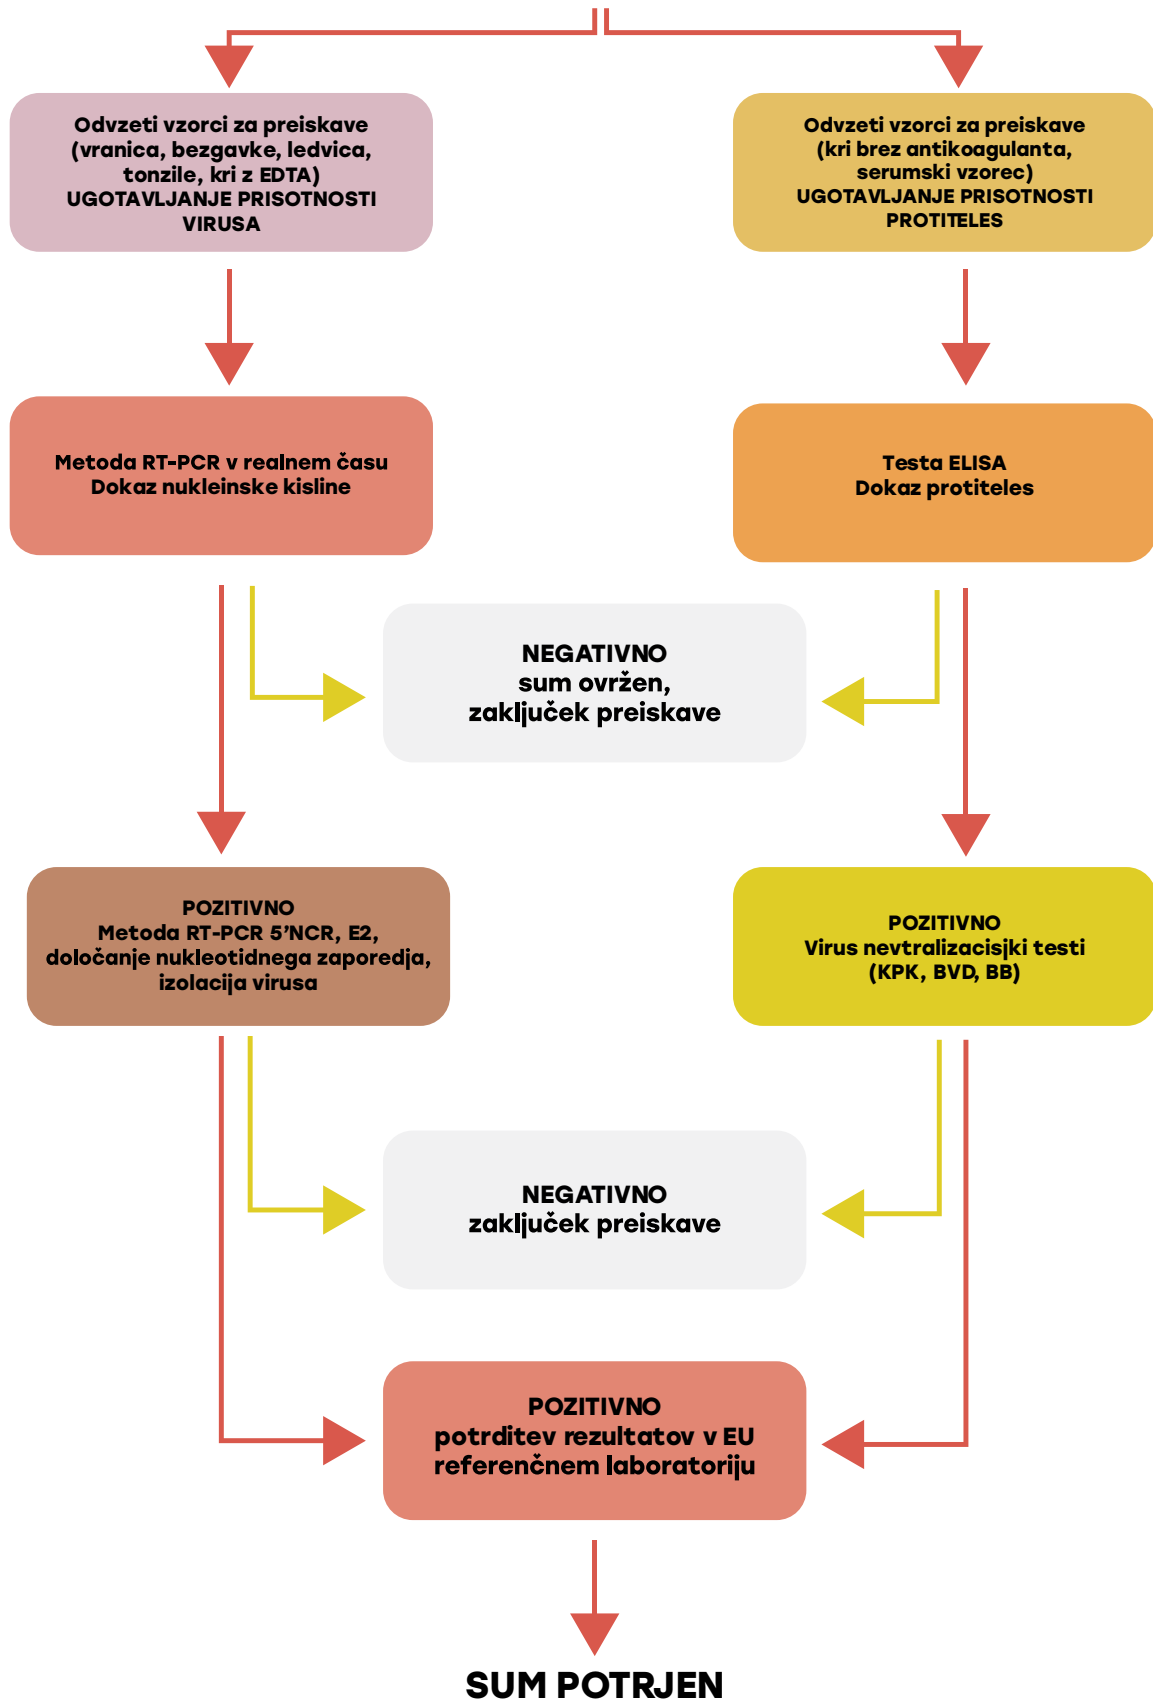 Odvzeti vzorci za preiskave
(vranica, bezgavke, ledvica,
tonzile, kri z EDTA)
UGOTAVLJANJE PRISOTNOSTI
VIRUSA
Odvzeti vzorci za preiskave
(kri brez antikoagulanta,
serumski vzorec)
UGOTAVLJANJE PRISOTNOSTI
PROTITELES
Metoda RT-PCR v realnem času
Dokaz nukleinske kisline
Testa ELISA
Dokaz protiteles
NEGATIVNO
sum ovržen,
zaključek preiskave
POZITIVNO
Metoda RT-PCR 5'NCR, E2,
določanje nukleotidnega zaporedja,
izolacija virusa
POZITIVNO
Virus nevtralizacisjki testi
(KPK, BVD, BB)
NEGATIVNO
zaključek preiskave
POZITIVNO
potrditev rezultatov v EU
referenčnem laboratoriju
SUM POTRJEN